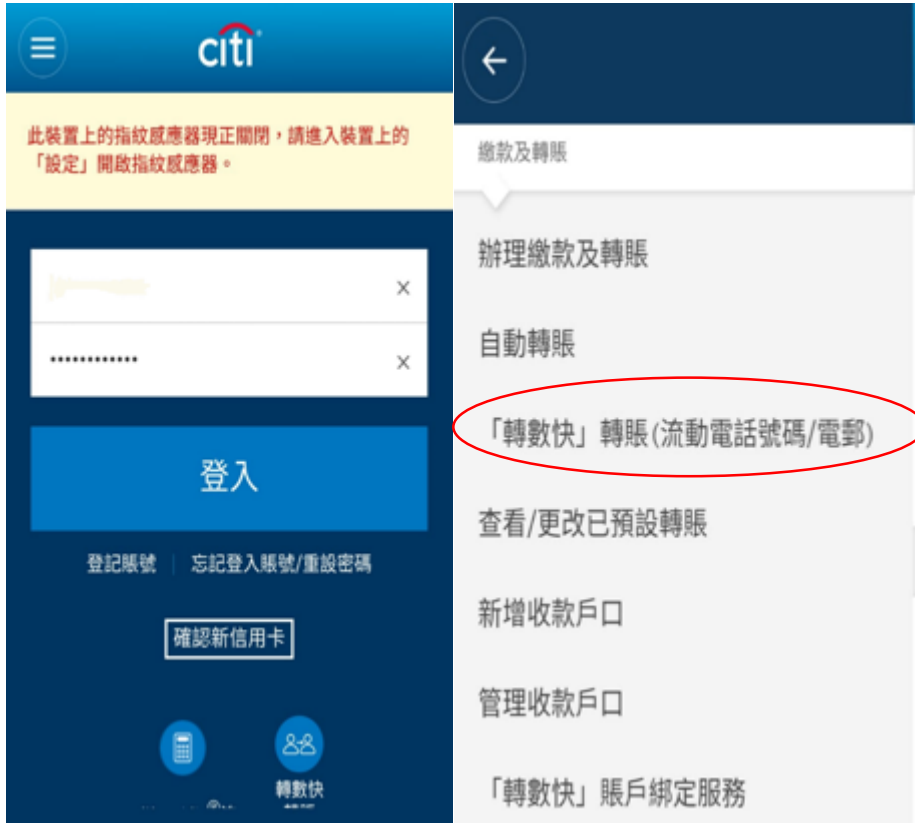 citi
此裝置上的指紋感應器現正關閉，請進入裝置上的
「設定」開啟指紋感應器。
••••••••••••
登入
登記賬號 | 忘記登入賬號/重設密碼
確認新信用卡
轉數快
繳款及轉賬
辦理繳款及轉賬
自動轉賬
「轉數快」轉賬(流動電話號碼/電郵)
查看/更改已預設轉賬
新增收款戶口
管理收款戶口
「轉數快」賬戶綁定服務